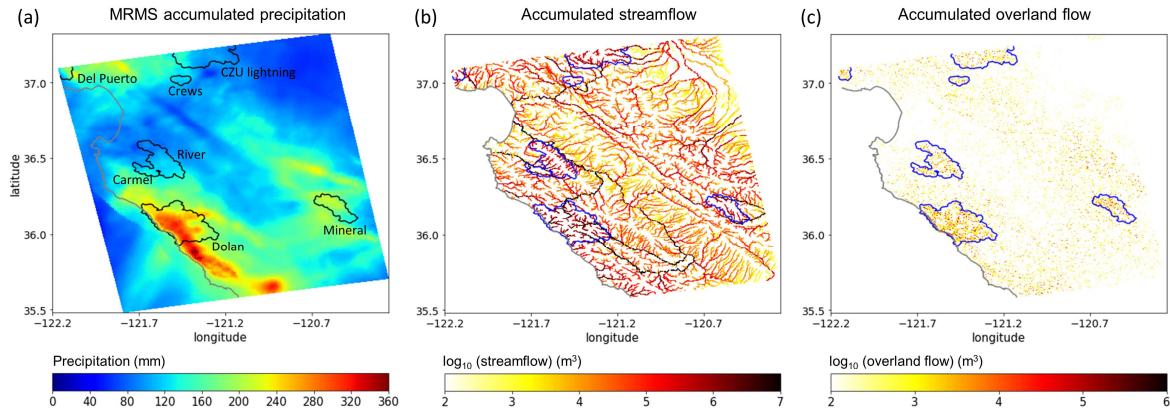 (a) MRMS accumulated precipitation
Del Puerto
CZU lightning
Crews
River
Carmel
Dolan
Mineral
37.0
36.5
36.0
35.5
latitude
−122.2 −121.7 −121.2 −120.7
longitude
Precipitation (mm)
0 40 80 120 160 200 240 280 320 360
(b) Accumulated streamflow
37.0
36.5
36.0
35.5
−122.2 −121.7 −121.2 −120.7
longitude
log₁₀ (streamflow) (m³)
2 3 4 5 6 7
(c) Accumulated overland flow
37.0
36.5
36.0
35.5
−122.2 −121.7 −121.2 −120.7
longitude
log₁₀ (overland flow) (m³)
2 3 4 5 6